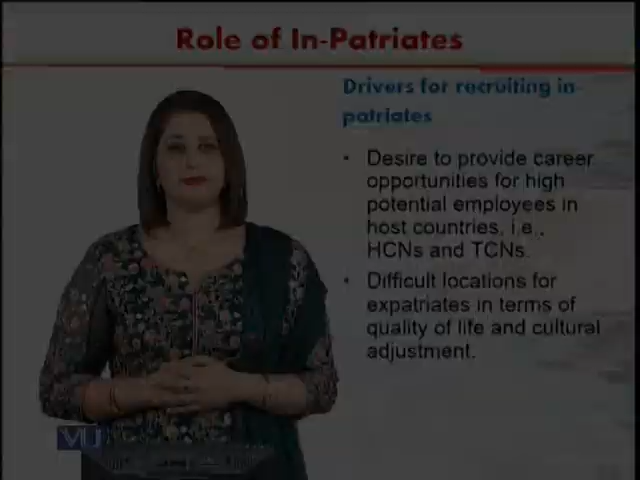 Role of In-Patriates
Drivers for recruiting in-
patriates
• Desire to provide career
opportunities for high
potential employees in
host countries, i.e.,
HCNs and TCNs.
• Difficult locations for
expatriates in terms of
quality of life and cultural
adjustment.
VU